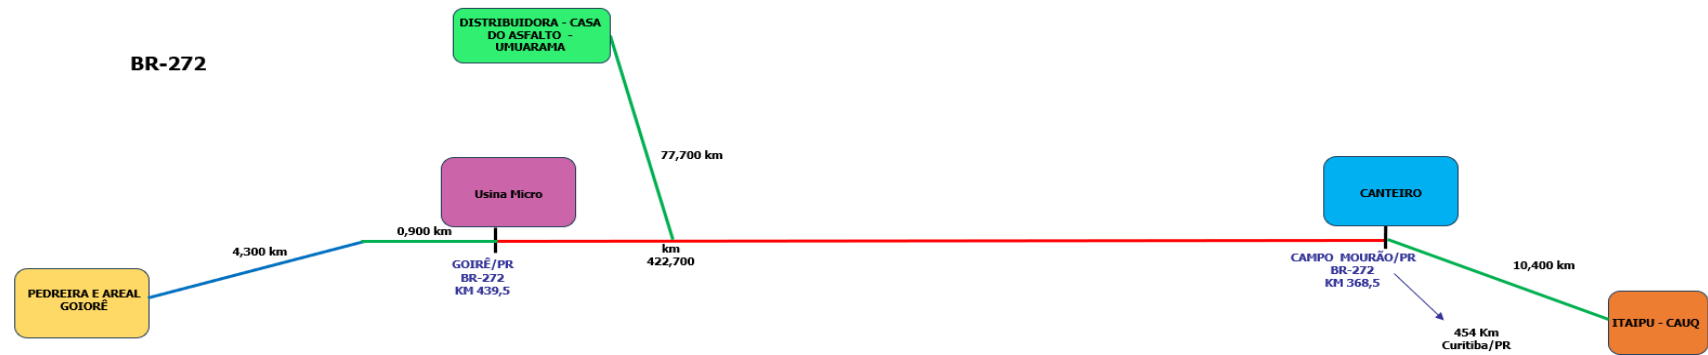 DISTRIBUIDORA - CASA
DO ASFALTO -
UMUARAMA
BR-272
77,700 km
Usina Micro
CANTEIRO
0,900 km
4,300 km
km
422,700
GOIRÊ/PR
BR-272
KM 439,5
CAMPO MOURÃO/PR
BR-272
KM 368,5
10,400 km
PEDREIRA E AREAL
GOIORÊ
ITAIPU - CAUQ
454 Km
Curitiba/PR